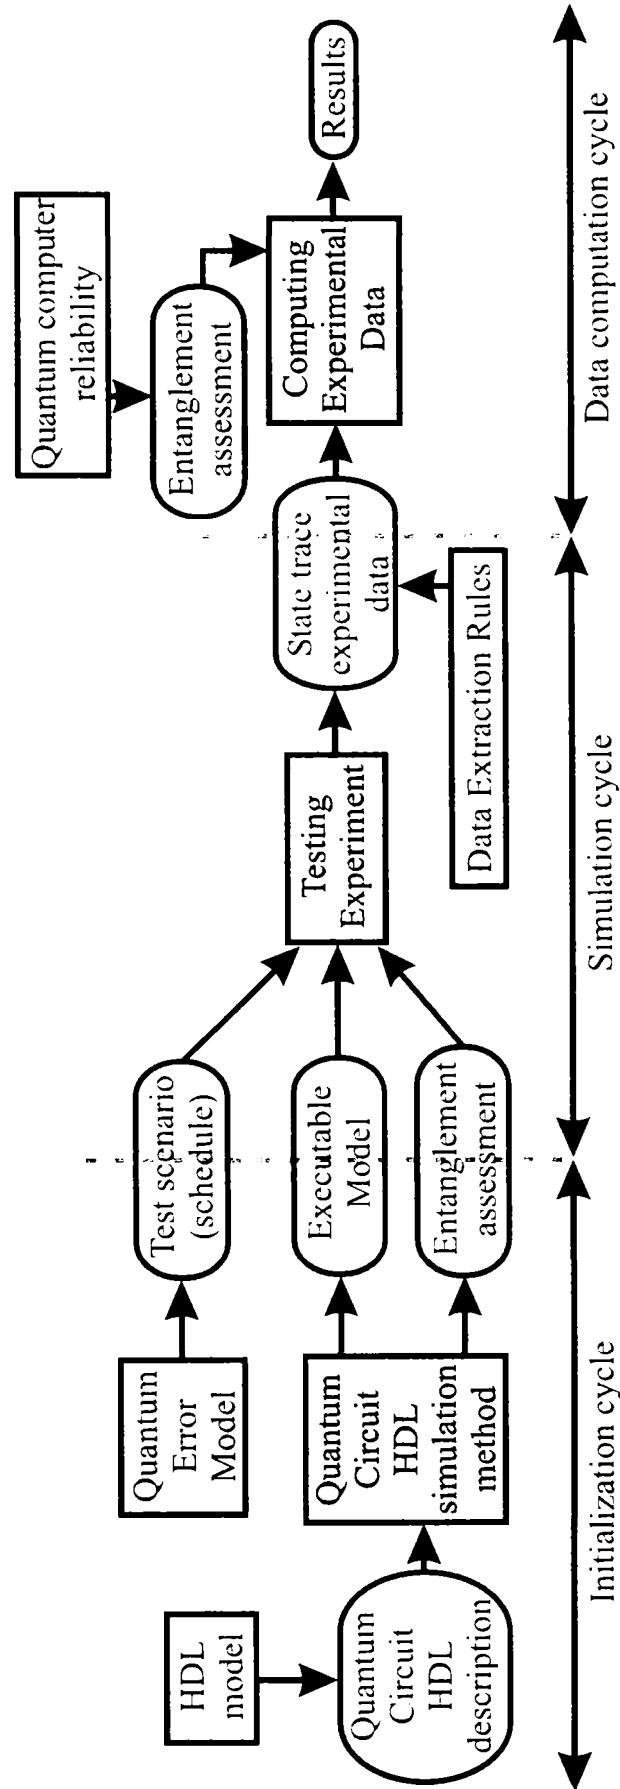 HDL
model
Quantum
Circuit
HDL
description
Quantum
Error
Model
Quantum
Circuit
HDL
simulation
method
Test scenario
(schedule)
Executable
Model
Entanglement
assessment
Testing
Experiment
State trace
experimental
data
Data Extraction Rules
Quantum computer
reliability
Entanglement
assessment
Computing
Experimental
Data
Results
Initialization cycle
Simulation cycle
Data computation cycle